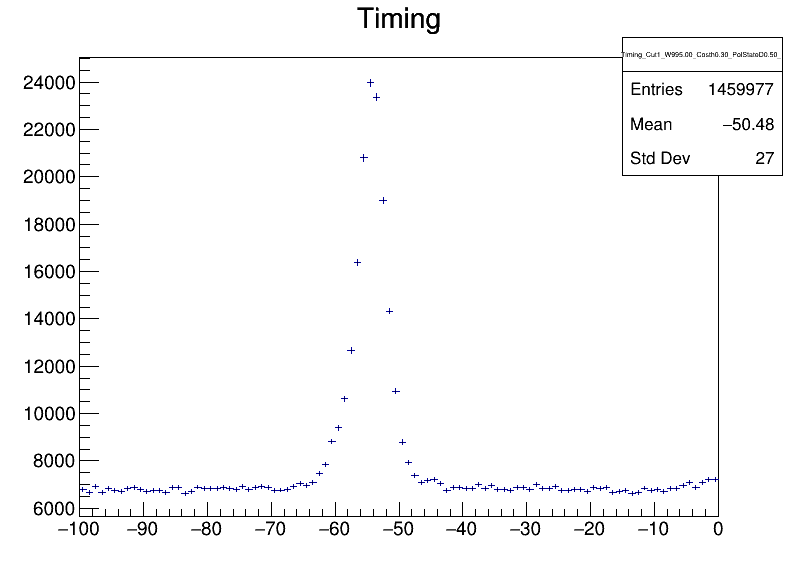 Timing
Timing_Cut1_W995.00_Costh0.30_PolStateD0.50_
Entries 1459977
Mean −50.48
Std Dev 27
24000
22000
20000
18000
16000
14000
12000
10000
8000
6000
−100 −90 −80 −70 −60 −50 −40 −30 −20 −10 0